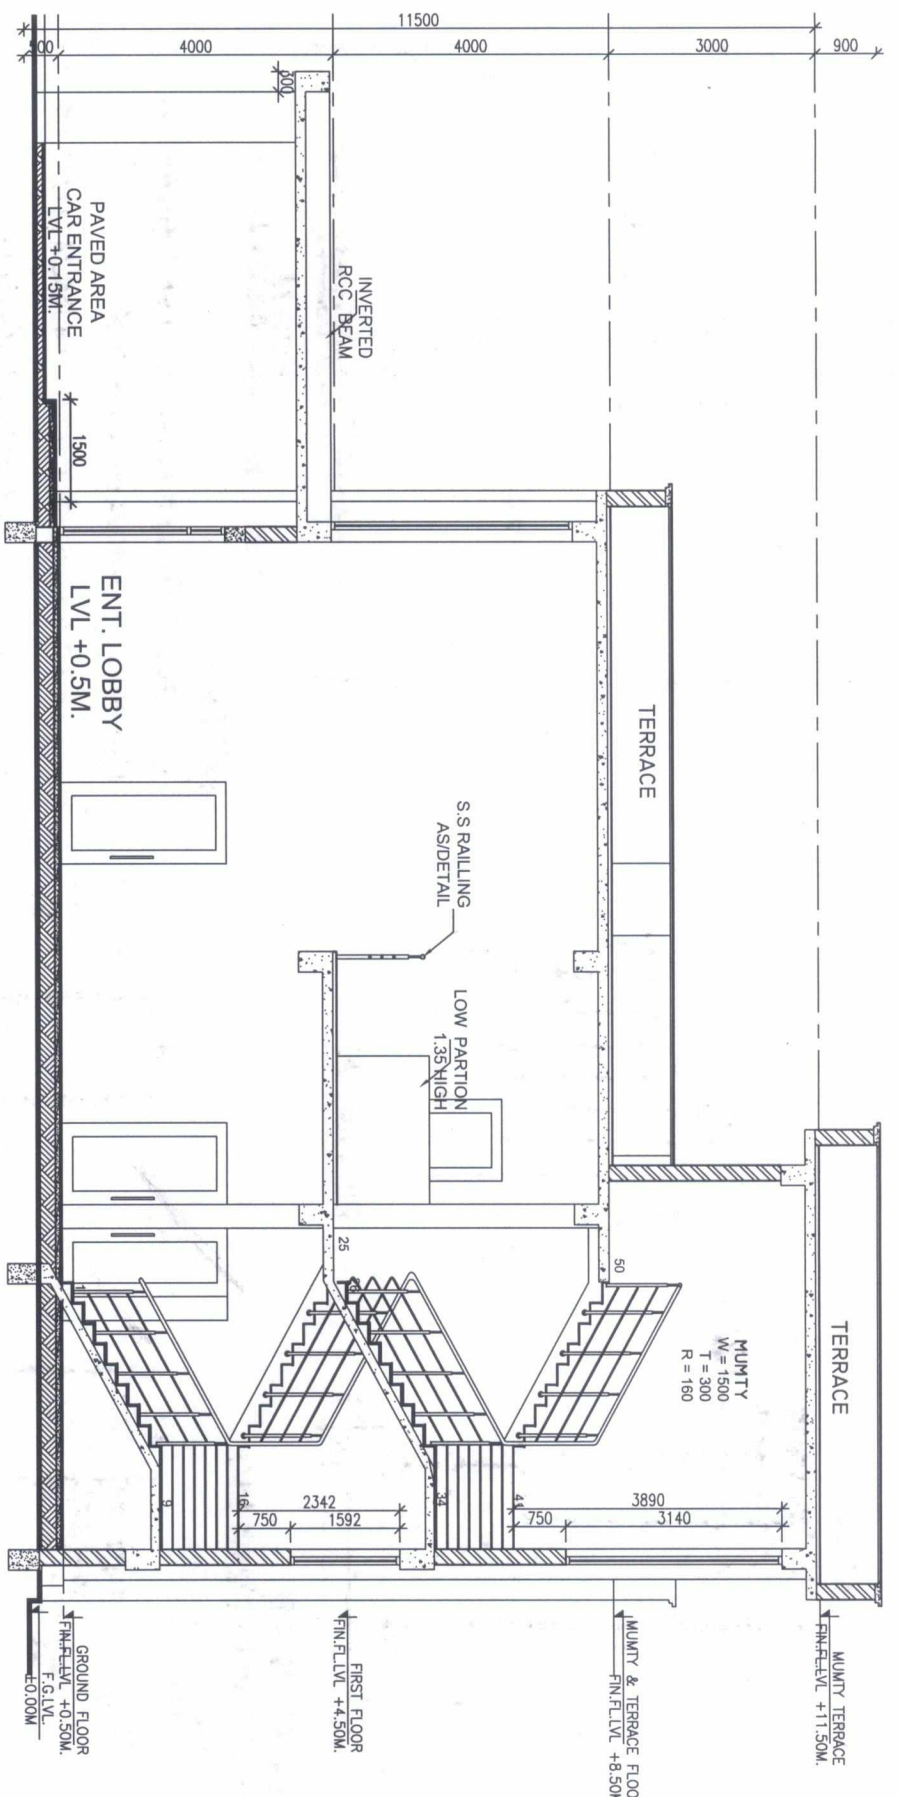 11500
4000
4000
3000
900
300
PAVED AREA
CAR ENTRANCE
LVL +0.15M.
1500
INVERTED
RCC BEAM
ENT. LOBBY
LVL +0.5M.
TERRACE
S.S RAILLING
AS/DETAIL
LOW PARTION
1.35 HIGH
25
50
1
9
16
34
41
MUMTY
W = 1500
T = 300
R = 160
TERRACE
2342
750
1592
3890
750
3140
MUMTY TERRACE
FIN.FL.LVL +11.50M.
MUMTY & TERRACE FLOO
FIN.FL.LVL +8.50M
FIRST FLOOR
FIN.FL.LVL +4.50M.
GROUND FLOOR
FIN.FL.LVL +0.50M.
F.G.LVL.
±0.00M